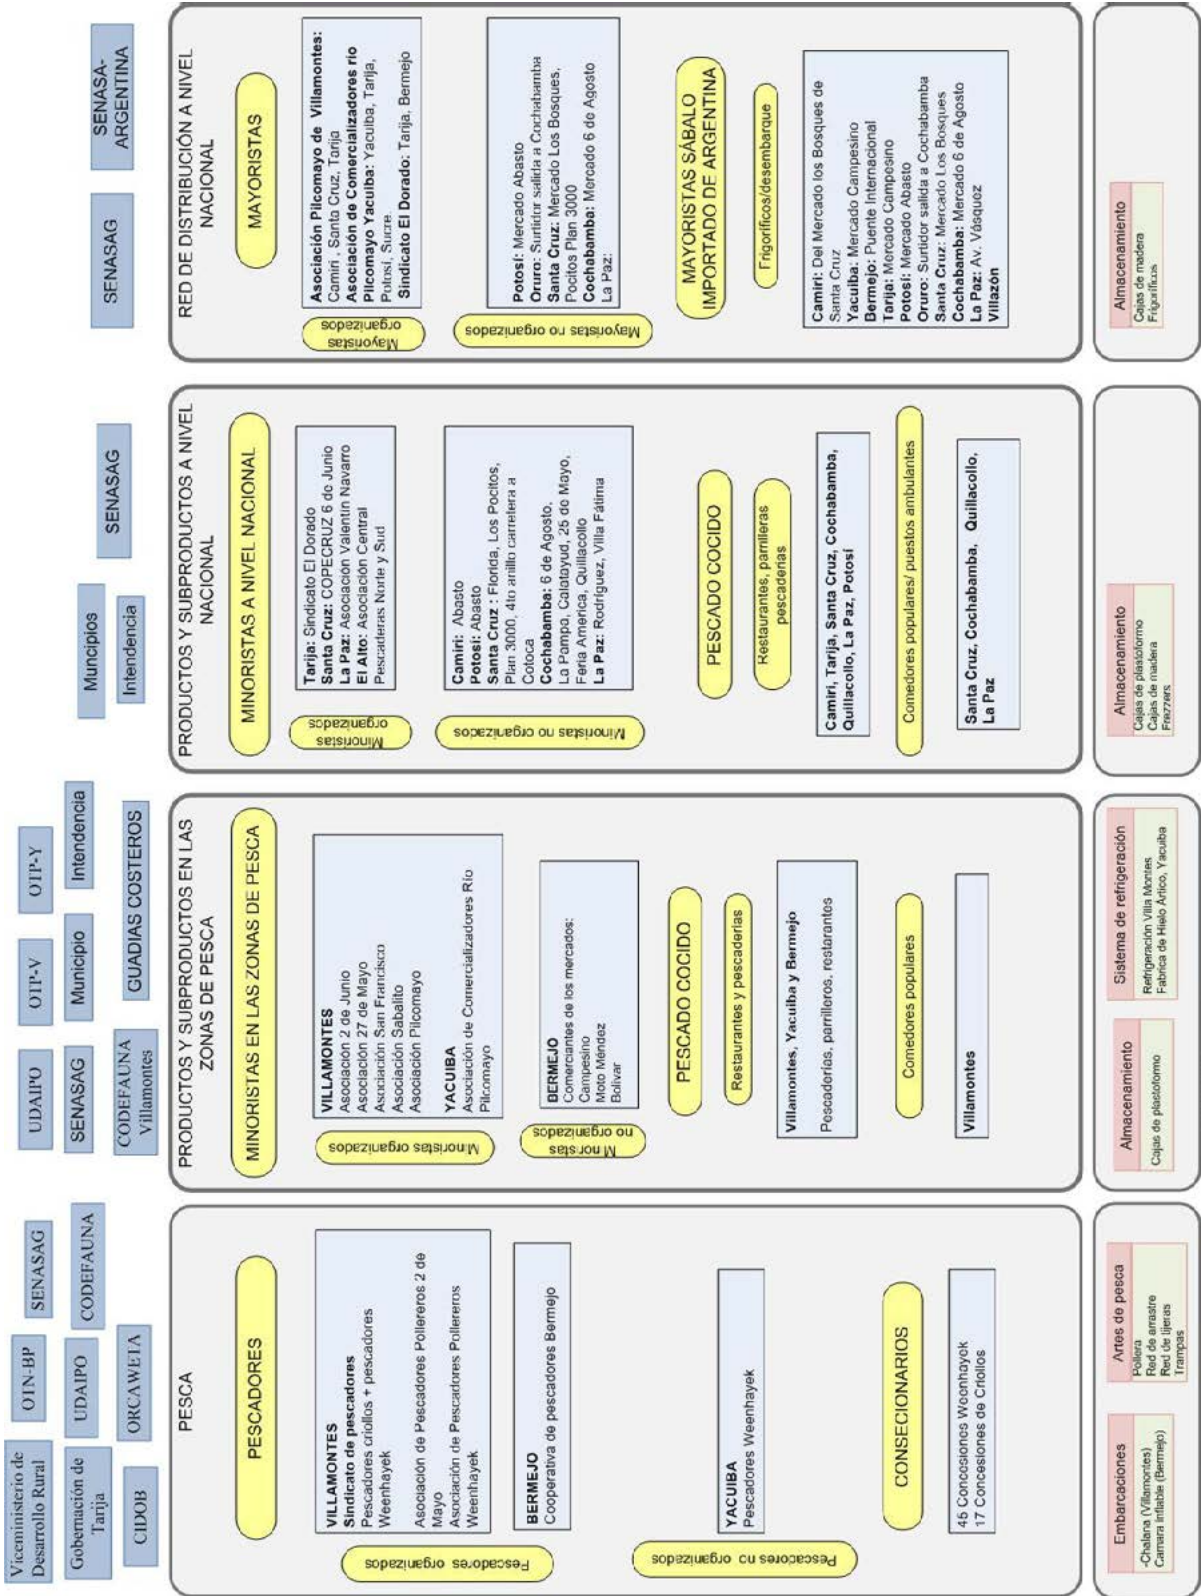 Viceministerio de
Desarrollo Rural
OTN-BP
SENASAG
Gobernación de
Tarija
UDAIPO
CODEFAUNA
CIDOB
ORCAWETA
PESCA
PESCADORES
Pescadores organizados
VILLAMONTES
Sindicato de pescadores
Pescadores criollos + pescadores
Weenhayek
Asociación de Pescadores Pollereros 2 de
Mayo
Asociación de Pescadores Polleros
Weenhayek
BERMEJO
Cooperativa de pescadores Bermejo
Pescadores no organizados
YACUIBA
Pescadores Weenhayek
CONSECIONARIOS
45 Concosionos Woonhayok
17 Concesiones de Criollos
Embarcaciones
-Chalana (Villamontes)
Camara inflable (Bermejo)
Artes de pesca
Pollera
Red de arrastre
Red de tijeras
Trampas
UDAIPO
OTP-V
OTP-Y
SENASAG
Municipio
Intendencia
CODEFAUNA
Villamontes
GUADIAS COSTEROS
PRODUCTOS Y SUBPRODUCTOS EN LAS
ZONAS DE PESCA
MINORISTAS EN LAS ZONAS DE PESCA
Minoristas organizados
VILLAMONTES
Asociacion 2 de Junio
Asociación 27 de Mayo
Asociación San Francisco
Asociación Sabalito
Asociación Pilcomayo
YACUIBA
Asociación de Comercializadores Río
Pilcomayo
Minoristas
no organizados
BERMEJO
Comerciantes de los mercados:
Campesino
Moto Méndez
Bolivar
PESCADO COCIDO
Restaurantes y pescaderias
Villamontes, Yacuiba y Bermejo
Pescaderias, parrilleros, restarantes
Comedores populares
Villamontes
Almacenamiento
Cajas de plastoformo
Sistema de refrigeración
Refrigeración Villa Montes
Fabrica de Hielo Ártico, Yacuiba
Muncipios
Intendencia
SENASAG
PRODUCTOS Y SUBPRODUCTOS A NIVEL
NACIONAL
MINORISTAS A NIVEL NACIONAL
Minoristas
organizados
Tarija: Sindicato El Dorado
Santa Cruz: COPECRUZ 6 de Junio
La Paz: Asociación Valentín Navarro
El Alto: Asociación Central
Pescaderas Norte y Sud
Minoristas no organizados
Camiri: Abasto
Potosi: Abasto
Santa Cruz : Florida, Los Pocitos,
Plan 3000, 4to anillo carretera a
Cotoca
Cochabamba: 6 de Agosto,
La Pampo, Calatayud, 25 de Mayo,
Feria America, Quillacollo
La Paz: Rodríguez, Villa Fátima
PESCADO COCIDO
Restaurantes, parrilleras
pescaderias
Camiri, Tarija, Santa Cruz, Cochabamba,
Quillacollo, La Paz, Potosí
Comedores populares/ puestos ambulantes
Santa Cruz, Cochabamba, Quillacollo,
La Paz
Almacenamiento
Cajas de plastoformo
Cajas de madera
Frezzers
SENASAG
SENASA-
ARGENTINA
RED DE DISTRIBUCIÓN A NIVEL
NACIONAL
MAYORISTAS
Mayoristas
organizados
Asociación Pilcomayo de Villamontes:
Camiri , Santa Cruz, Tarija
Asociación de Comercializadores río
Pilcomayo Yacuiba: Yacuiba, Tarija,
Potosí, Sucre.
Sindicato El Dorado: Tarija, Bermejo
Mayoristas no organizados
Potosi: Mercado Abasto
Oruro: Surtidor salida a Cochabamba
Santa Cruz: Mercado Los Bosques,
Pocitos Plan 3000
Cochabamba: Mercado 6 de Agosto
La Paz:
MAYORISTAS SÁBALO
IMPORTADO DE ARGENTINA
Frigoríficos/desembarque
Camiri: Del Mercado los Bosques de
Santa Cruz
Yacuiba: Mercado Campesino
Bermejo: Puente Internacional
Tarija: Mercado Campesino
Potosi: Mercado Abasto
Oruro: Surtidor salida a Cochabamba
Santa Cruz: Mercado Los Bosques
Cochabamba: Mercado 6 de Agosto
La Paz: Av. Vásquez
Villazón
Almacenamiento
Cajas de madera
Frigoríficos